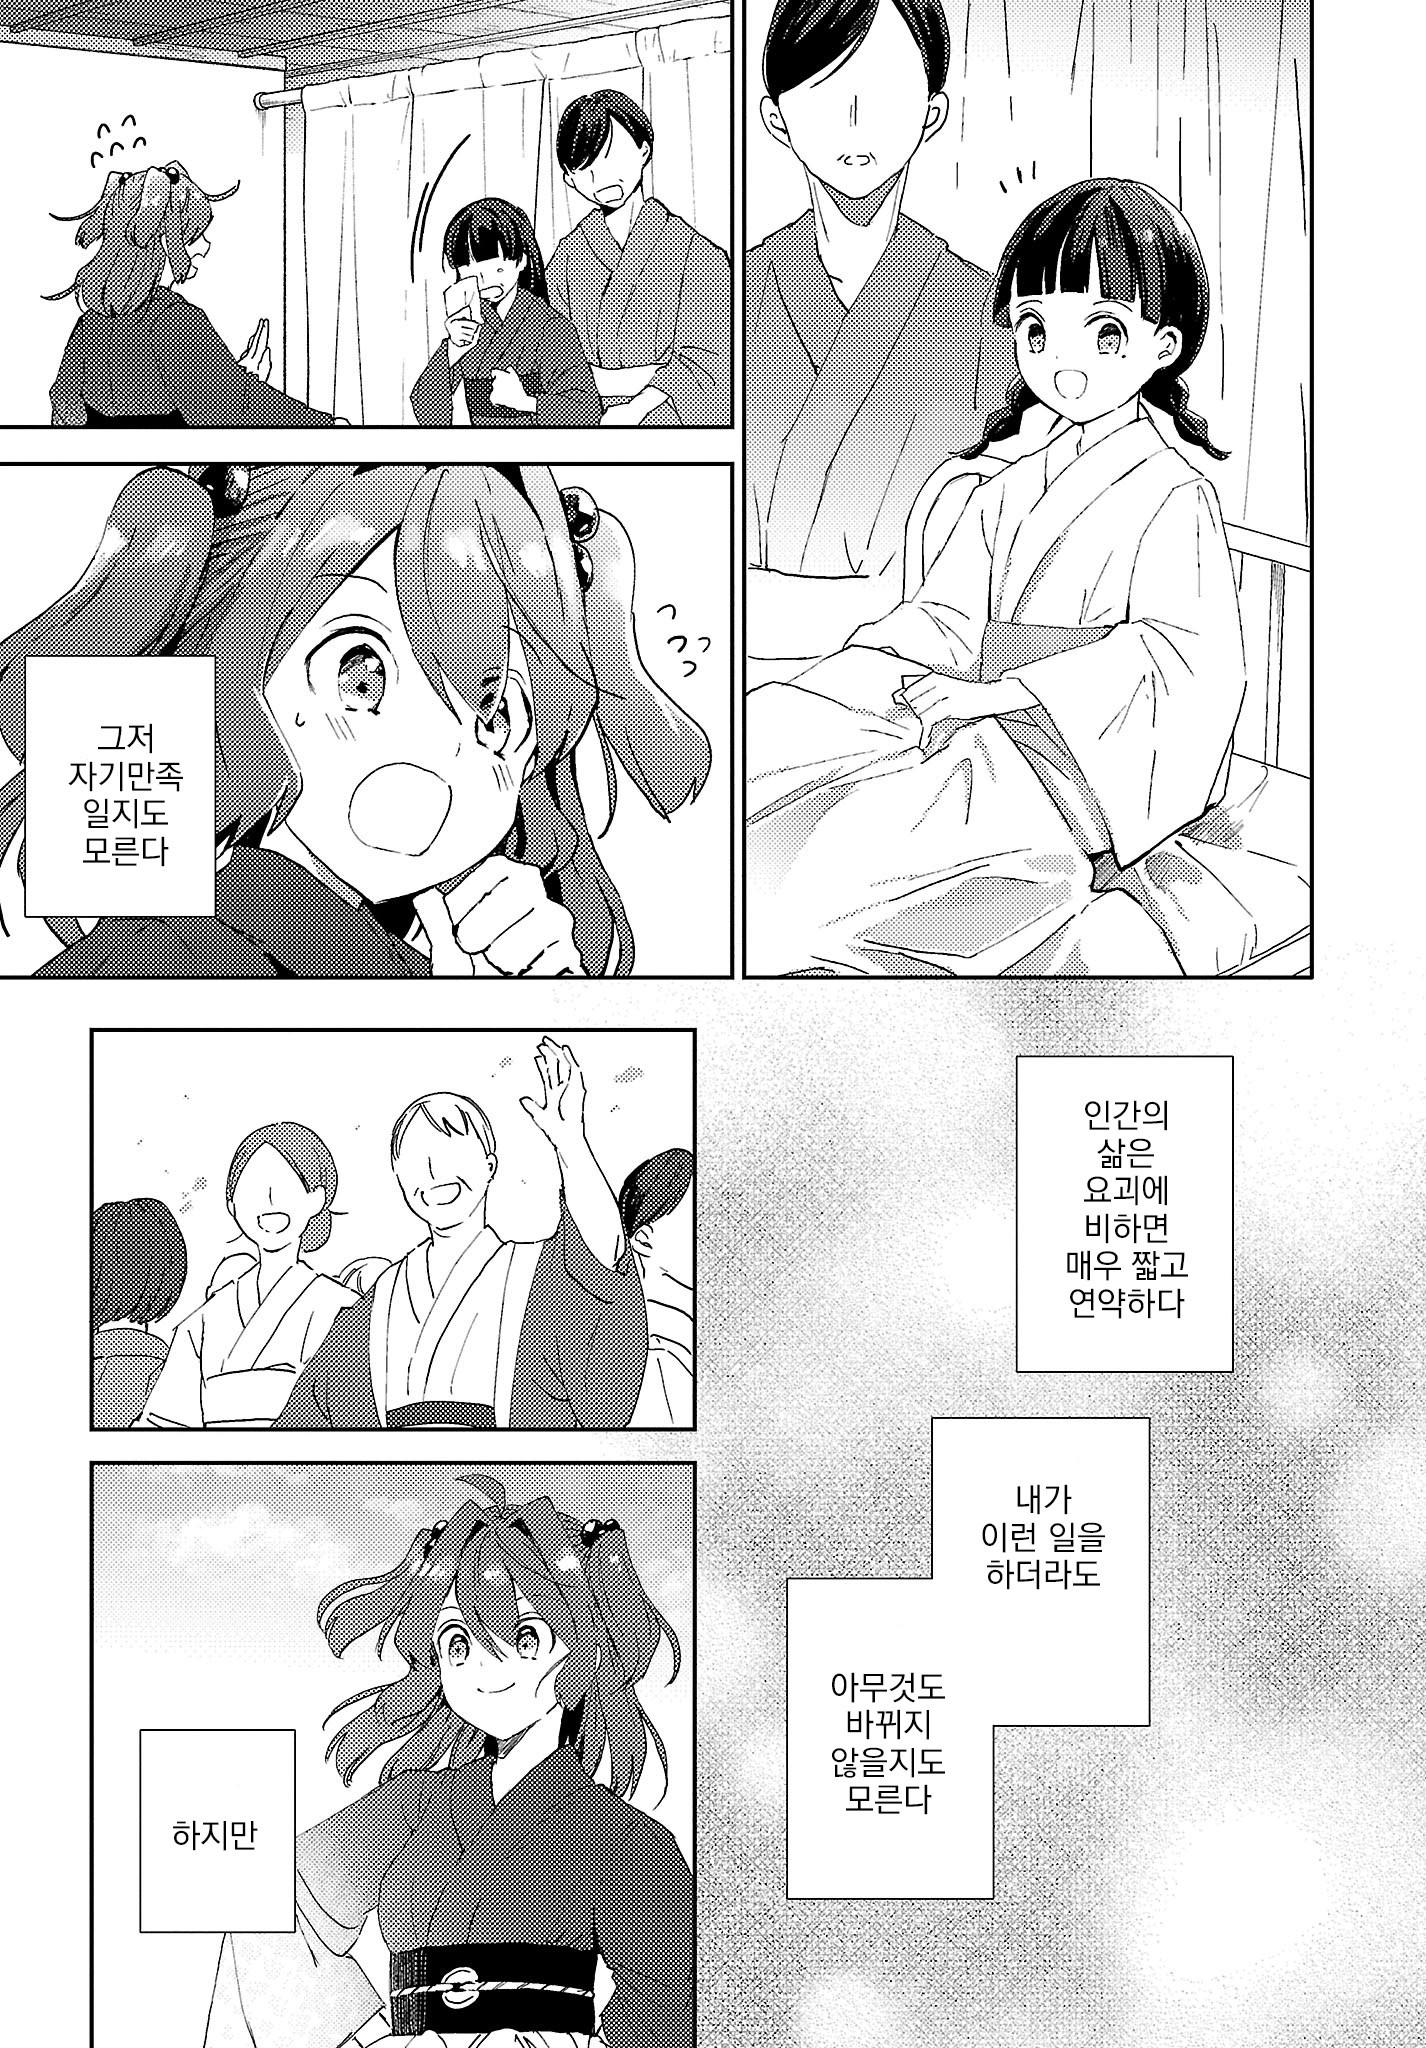 그저
자기만족
일지도
모른다
인간의
삶은
요괴에
비하면
매우 짧고
연약하다
내가
이런 일을
하더라도
아무것도
바뀌지
않을지도
모른다
하지만